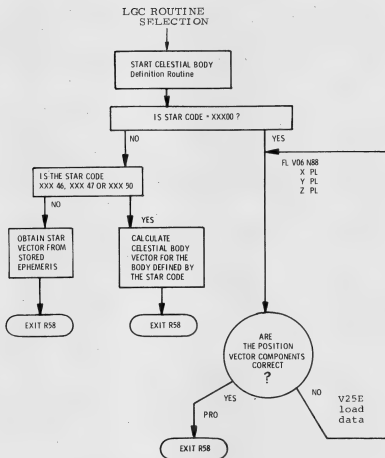 LGC ROUTINE
SELECTION
START CELESTIAL BODY
Definition Routine
IS STAR CODE = XXX00 ?
NO
YES
FL V06 N88
X PL
Y PL
Z PL
IS THE STAR CODE
XXX 46, XXX 47 OR XXX 50
NO
YES
OBTAIN STAR
VECTOR FROM
STORED
EPHEMERIS
CALCULATE
CELESTIAL BODY
VECTOR FOR THE
BODY DEFINED BY
THE STAR CODE
EXIT R58
EXIT R58
ARE
THE POSITION
VECTOR COMPONENTS
CORRECT
?
YES
NO
V25E
load
data
PRO
EXIT R58